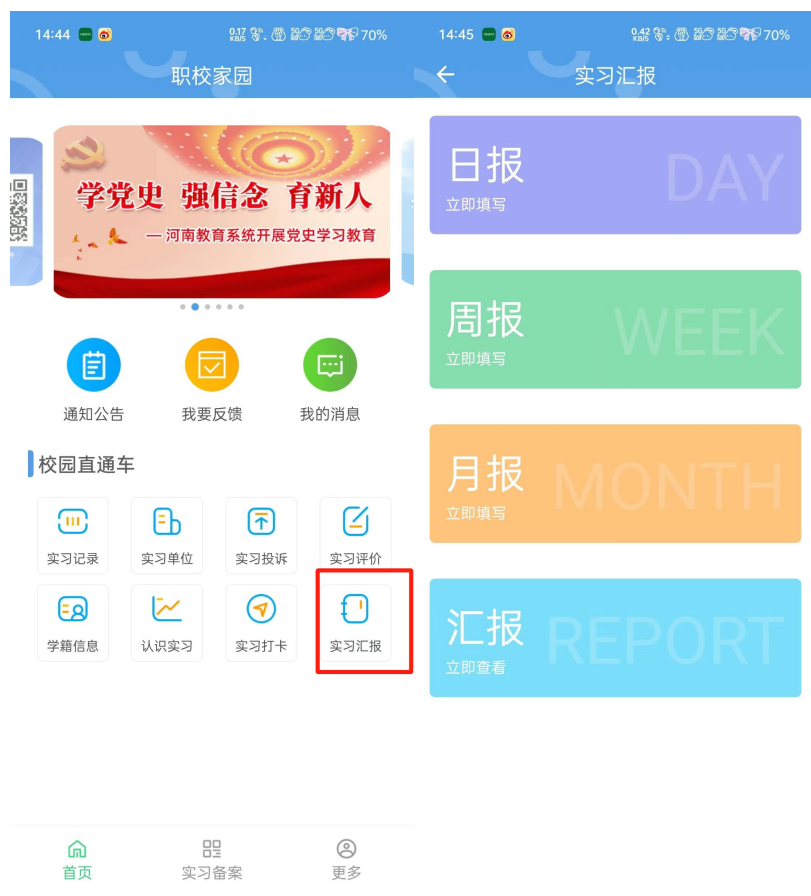 14:44
0.17
KB/S
70%
职校家园
学党史 强信念 育新人
—河南教育系统开展党史学习教育
通知公告
我要反馈
我的消息
校园直通车
实习记录
实习单位
实习投诉
实习评价
学籍信息
认识实习
实习打卡
实习汇报
首页
实习备案
更多
14:45
0.42
KB/S
70%
实习汇报
日报
DAY
立即填写
周报
WEEK
立即填写
月报
MONTH
立即填写
汇报
REPORT
立即查看